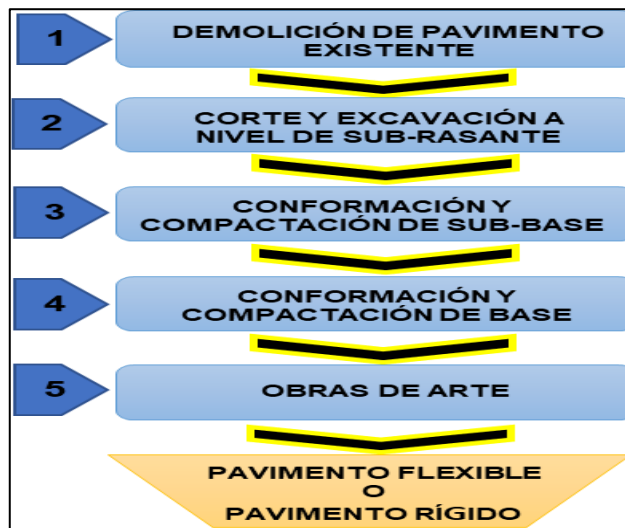 1
DEMOLICIÓN DE PAVIMENTO
EXISTENTE
2
CORTE Y EXCAVACIÓN A
NIVEL DE SUB-RASANTE
3
CONFORMACIÓN Y
COMPACTACIÓN DE SUB-BASE
4
CONFORMACIÓN Y
COMPACTACIÓN DE BASE
5
OBRAS DE ARTE
PAVIMENTO FLEXIBLE
O
PAVIMENTO RÍGIDO